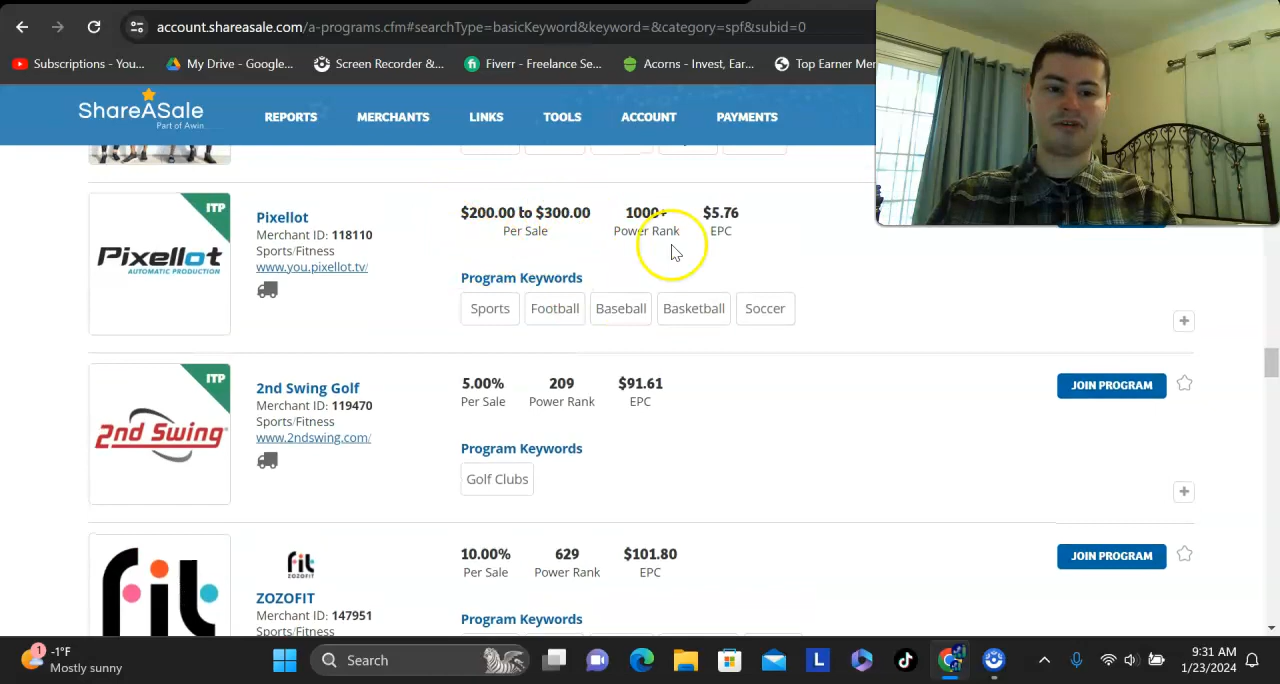 account.shareasale.com/a-programs.cfm#searchType=basicKeyword&keyword=&category=spf&subid=0
Subscriptions - You... My Drive - Google... Screen Recorder &... Fiverr - Freelance Se... Acorns - Invest, Ear... Top Earner Mem
ShareASale
Part of Awin
REPORTS MERCHANTS LINKS TOOLS ACCOUNT PAYMENTS
ITP
Pixellot
AUTOMATIC PRODUCTION
Pixellot
Merchant ID: 118110
Sports/Fitness
www.you.pixellot.tv/
$200.00 to $300.00 1000+ $5.76
Per Sale Power Rank EPC
Program Keywords
Sports Football Baseball Basketball Soccer
ITP
2nd Swing
2nd Swing Golf
Merchant ID: 119470
Sports/Fitness
www.2ndswing.com/
5.00% 209 $91.61
Per Sale Power Rank EPC
Program Keywords
Golf Clubs
JOIN PROGRAM
fit
fit
ZOZOFIT
ZOZOFIT
Merchant ID: 147951
Sports/Fitness
10.00% 629 $101.80
Per Sale Power Rank EPC
Program Keywords
JOIN PROGRAM
1
-1°F
Mostly sunny
Search
L
9:31 AM
1/23/2024